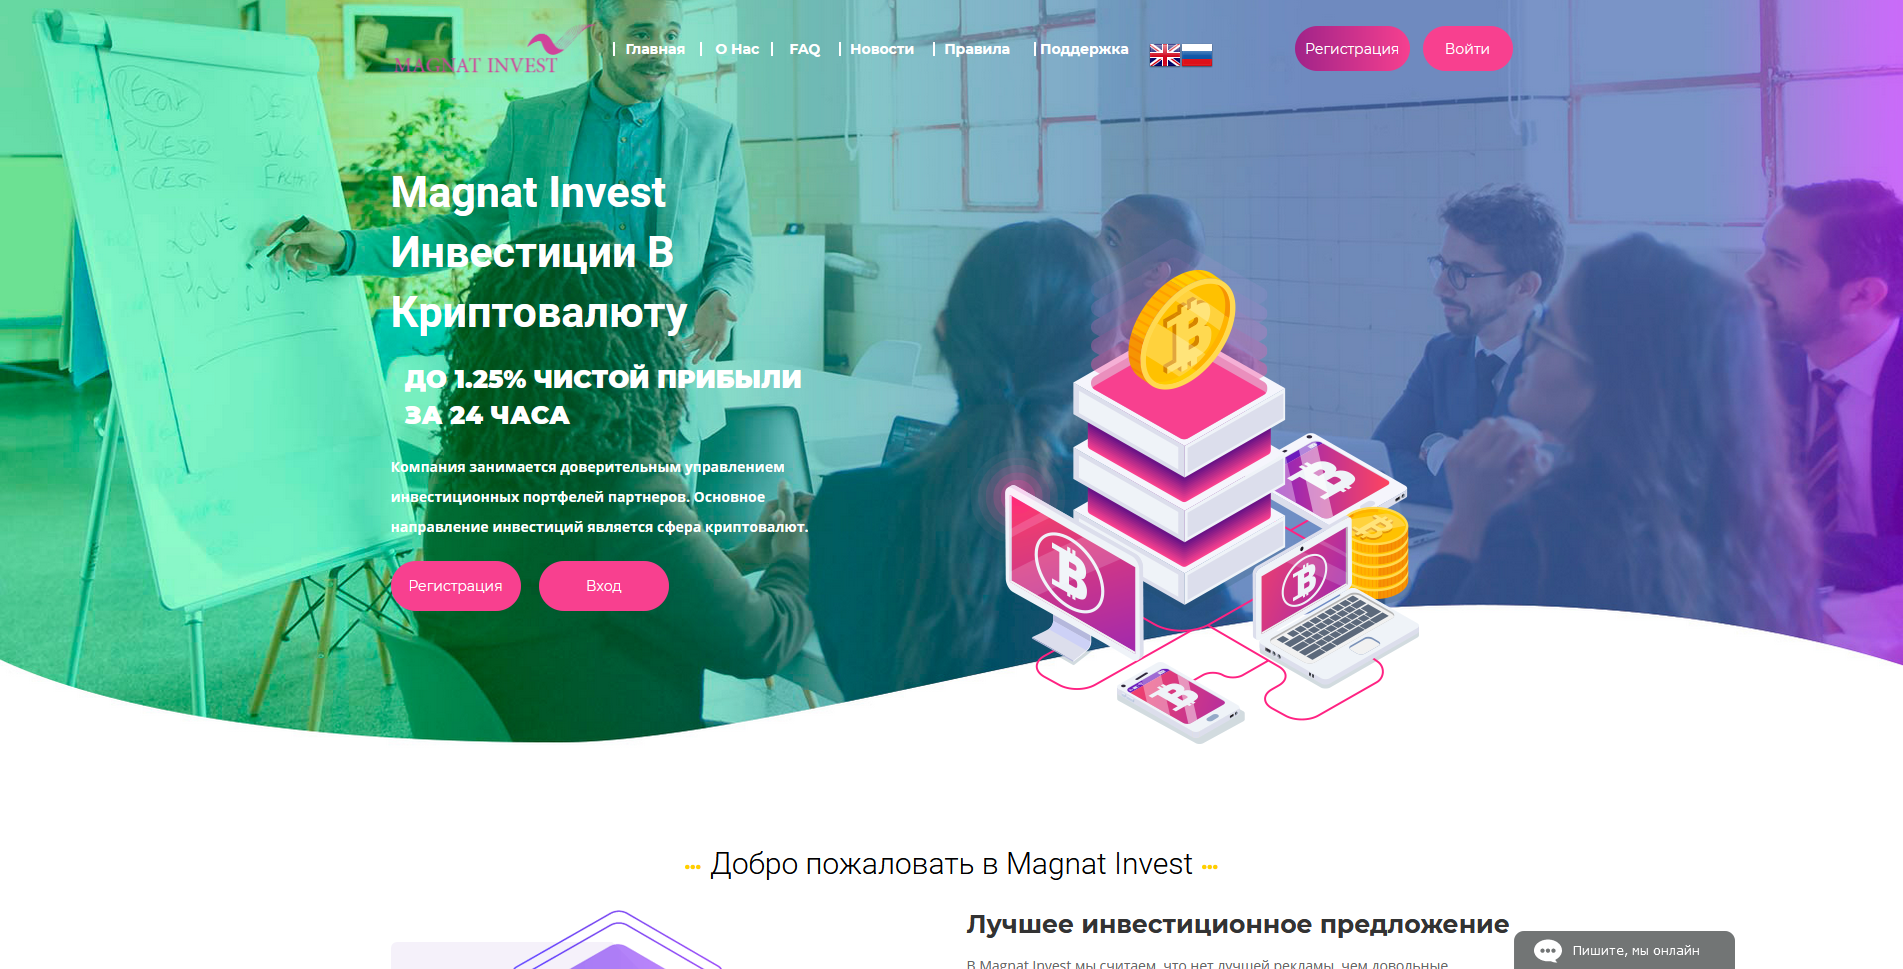 MAGNAT INVEST
Главная
О Нас
FAQ
Новости
Правила
Поддержка
Регистрация
Войти
Magnat Invest
Инвестиции В
Криптовалюту
ДО 1.25% ЧИСТОЙ ПРИБЫЛИ
ЗА 24 ЧАСА
Компания занимается доверительным управлением
инвестиционных портфелей партнеров. Основное
направление инвестиций является сфера криптовалют.
Регистрация
Вход
Добро пожаловать в Magnat Invest
Лучшее инвестиционное предложение
В Magnat Invest мы считаем, что нет лучшей рекламы, чем довольные
Пишите, мы онлайн